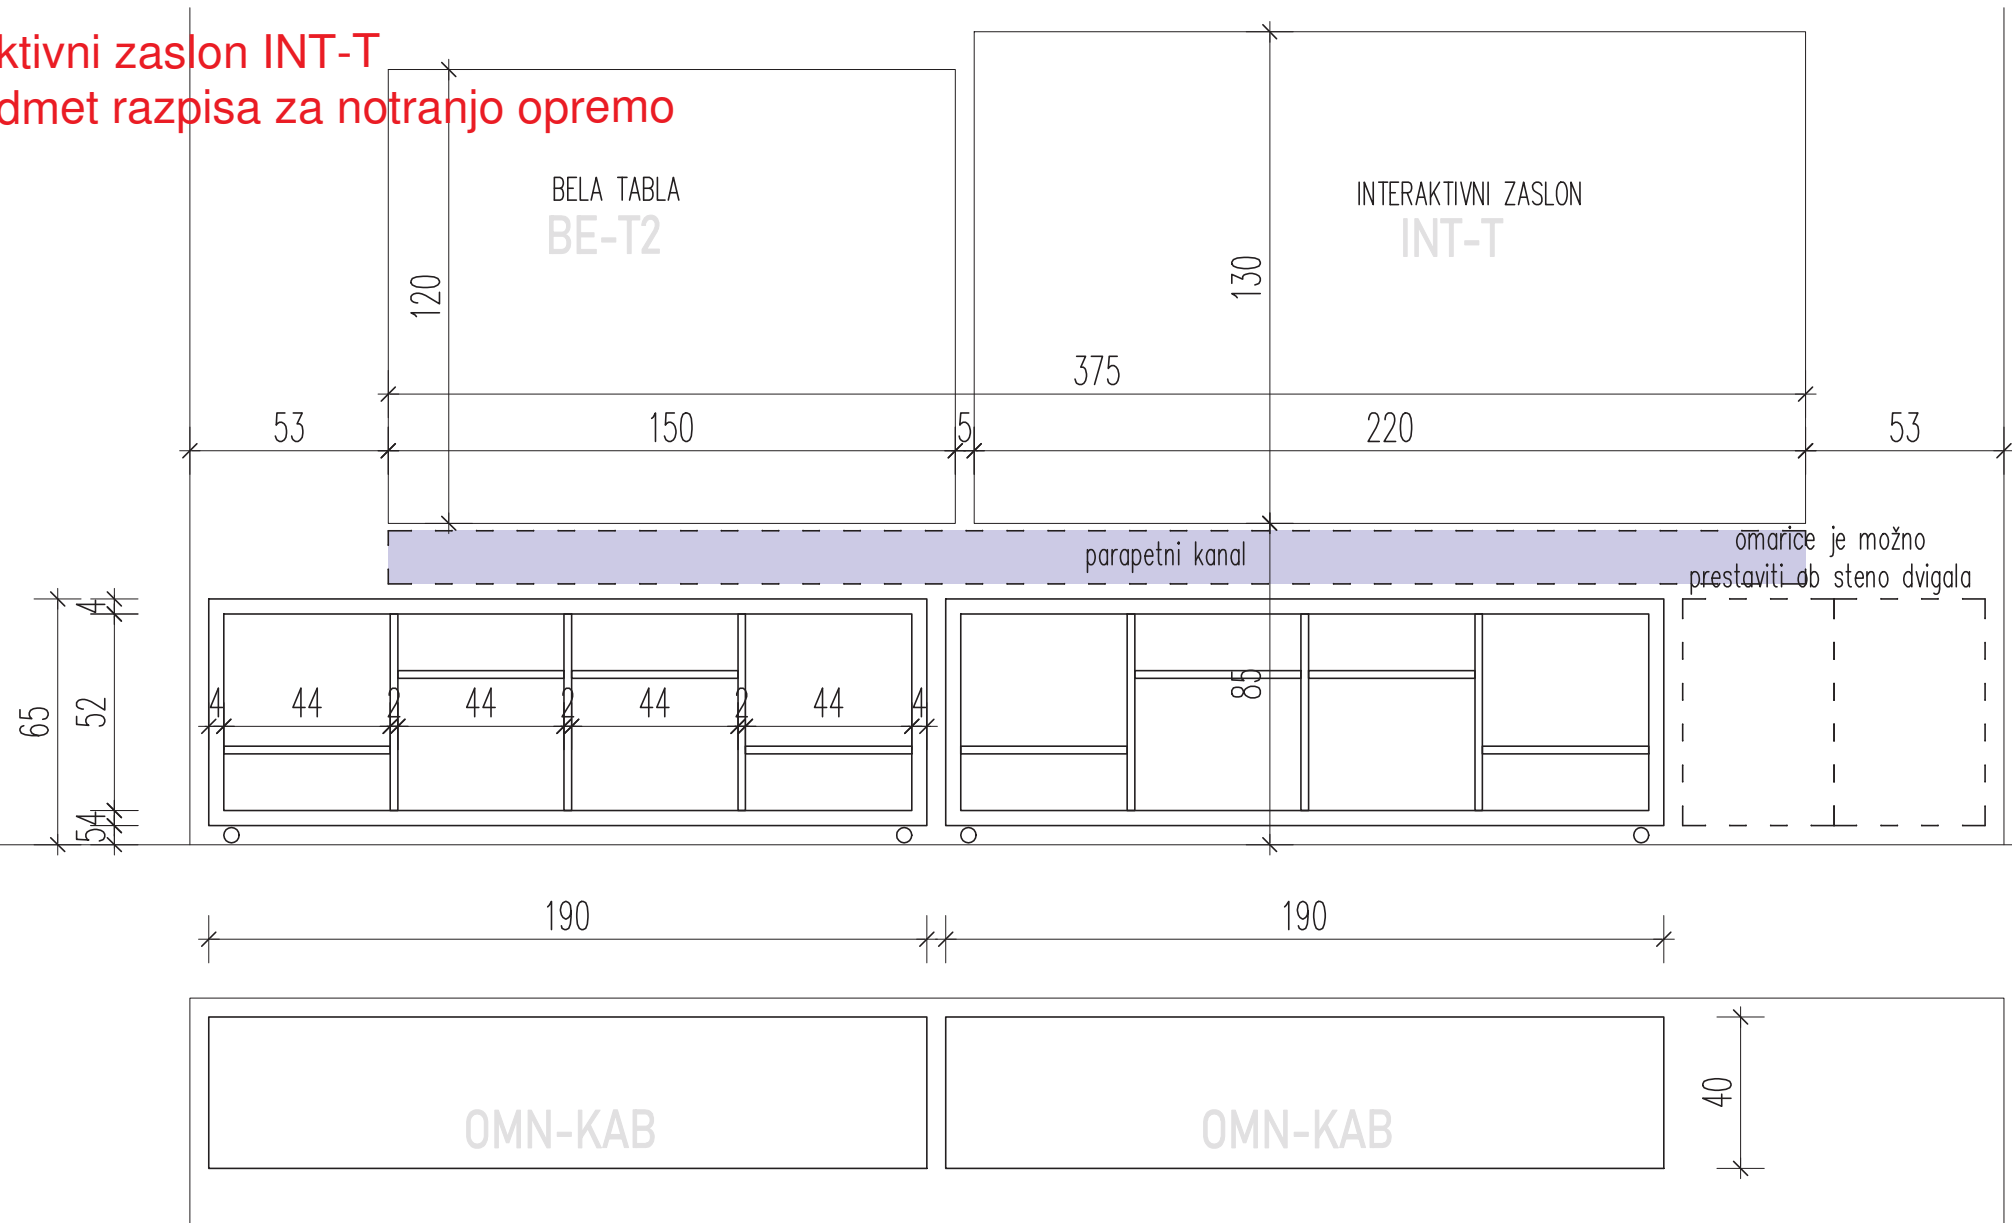 ktivni zaslon INT-T
dmet razpisa za notranjo opremo
BELA TABLA
BE-T2
INTERAKTIVNI ZASLON
INT-T
120
130
375
53
150
5
220
53
parapetni kanal
omarice je možno
prestaviti ob steno dvigala
65
4
52
4
5
4
44
2
44
2
44
2
44
4
85
190
190
OMN-KAB
OMN-KAB
40